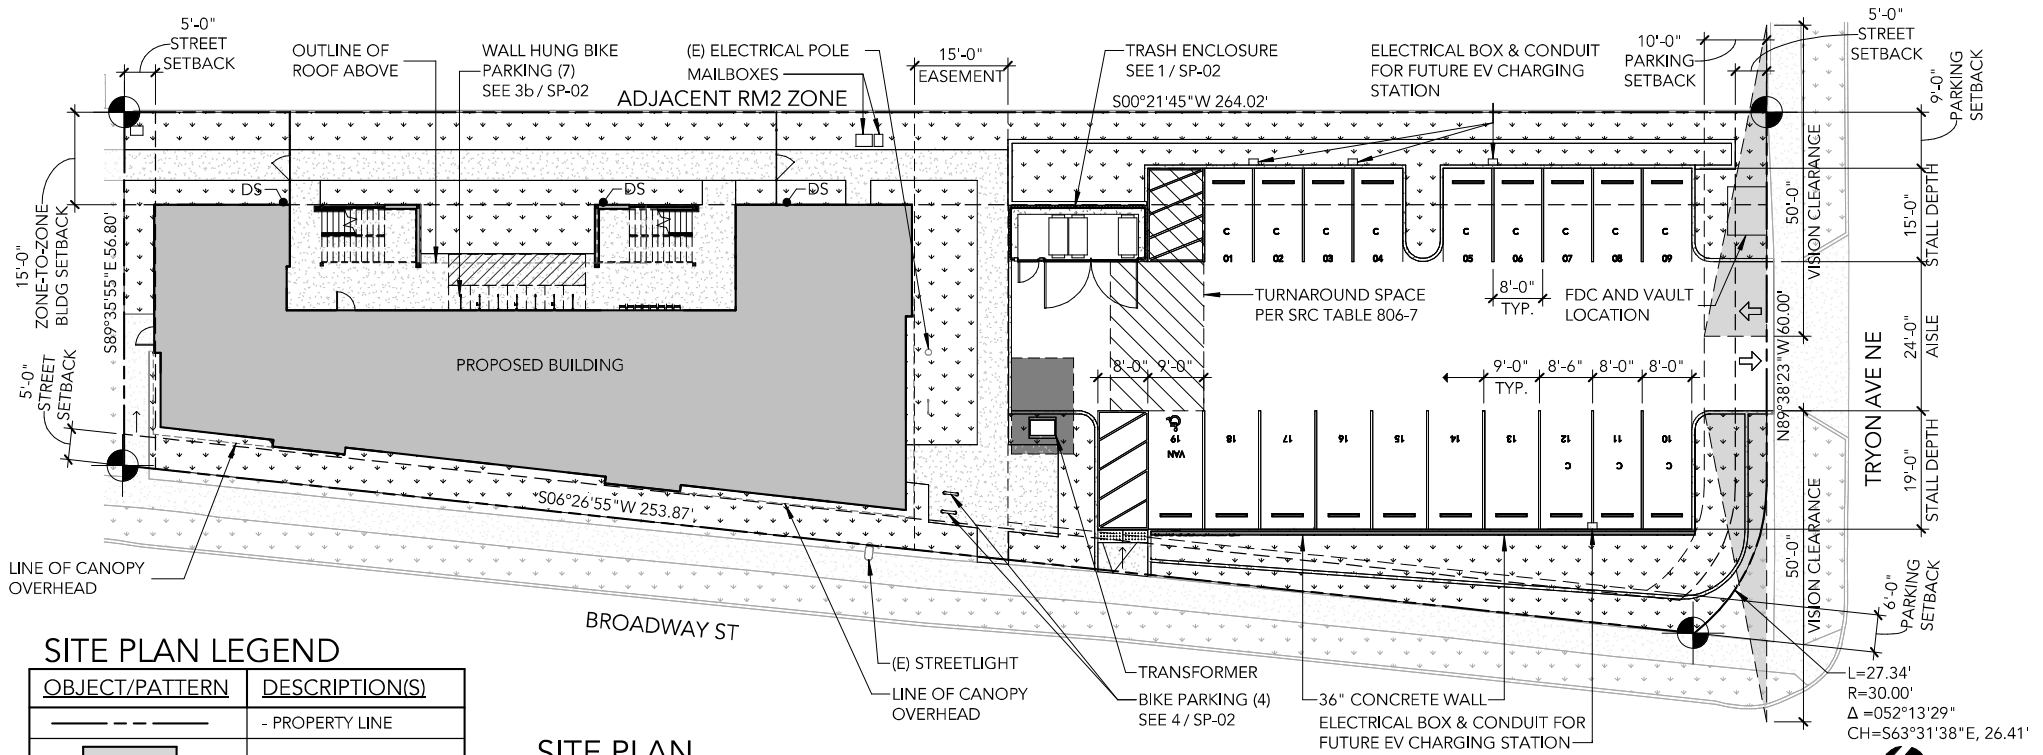 5'-0"
STREET
SETBACK
OUTLINE OF
ROOF ABOVE
WALL HUNG BIKE
PARKING (7)
SEE 3b / SP-02
(E) ELECTRICAL POLE
MAILBOXES
ADJACENT RM2 ZONE
15'-0"
EASEMENT
TRASH ENCLOSURE
SEE 1 / SP-02
S00°21'45"W 264.02'
ELECTRICAL BOX & CONDUIT
FOR FUTURE EV CHARGING
STATION
10'-0"
PARKING
SETBACK
5'-0"
STREET
SETBACK
9'-0"
PARKING
SETBACK
15'-0"
ZONE-TO-ZONE
BLDG SETBACK
S89°35'55"E 56.80'
5'-0"
STREET
SETBACK
DS
DS
DS
PROPOSED BUILDING
C
C
C
C
C
C
C
C
C
01
02
03
04
05
06
07
08
09
8'-0"
TYP.
TURNAROUND SPACE
PER SRC TABLE 806-7
FDC AND VAULT
LOCATION
50'-0"
VISION CLEARANCE
15'-0"
STALL DEPTH
24'-0"
AISLE
N89°38'23"W 60.00'
TRYON AVE NE
19'-0"
STALL DEPTH
8'-0"
9'-0"
9'-0"
TYP.
8'-6"
8'-0"
8'-0"
19
18
17
16
15
14
13
12
11
10
VAN
C
C
C
50'-0"
VISION CLEARANCE
6'-0"
PARKING
SETBACK
S06°26'55"W 253.87'
LINE OF CANOPY
OVERHEAD
BROADWAY ST
(E) STREETLIGHT
LINE OF CANOPY
OVERHEAD
TRANSFORMER
BIKE PARKING (4)
SEE 4 / SP-02
36" CONCRETE WALL
ELECTRICAL BOX & CONDUIT FOR
FUTURE EV CHARGING STATION
L=27.34'
R=30.00'
Δ =052°13'29"
CH=S63°31'38"E, 26.41'
SITE PLAN LEGEND
OBJECT/PATTERN DESCRIPTION(S)
- PROPERTY LINE
SITE PLAN